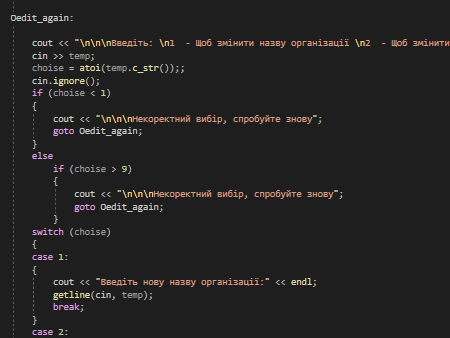 Oedit_again:
cout << "\n\n\nВведіть: \n1  - Щоб змінити назву організації \n2  - Щоб змінити
cin >> temp;
choise = atoi(temp.c_str());;
cin.ignore();
if (choise < 1)
{
cout << "\n\n\nНекоректний вибір, спробуйте знову";
goto Oedit_again;
}
else
if (choise > 9)
{
cout << "\n\n\nНекоректний вибір, спробуйте знову";
goto Oedit_again;
}
switch (choise)
{
case 1:
{
cout << "Введіть нову назву організації:" << endl;
getline(cin, temp);
break;
}
case 2: